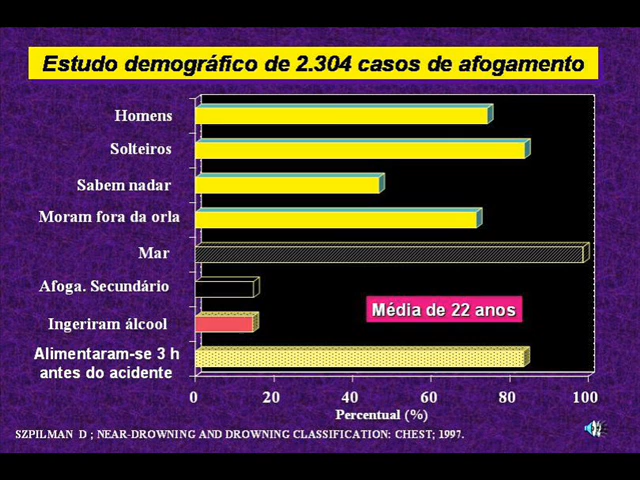 Estudo demográfico de 2.304 casos de afogamento
Homens
Solteiros
Sabem nadar
Moram fora da orla
Mar
Afoga. Secundário
Ingeriram álcool
Alimentaram-se 3 h
antes do acidente
Média de 22 anos
0 20 40 60 80 100
Percentual (%)
SZPILMAN D ; NEAR-DROWNING AND DROWNING CLASSIFICATION: CHEST; 1997.